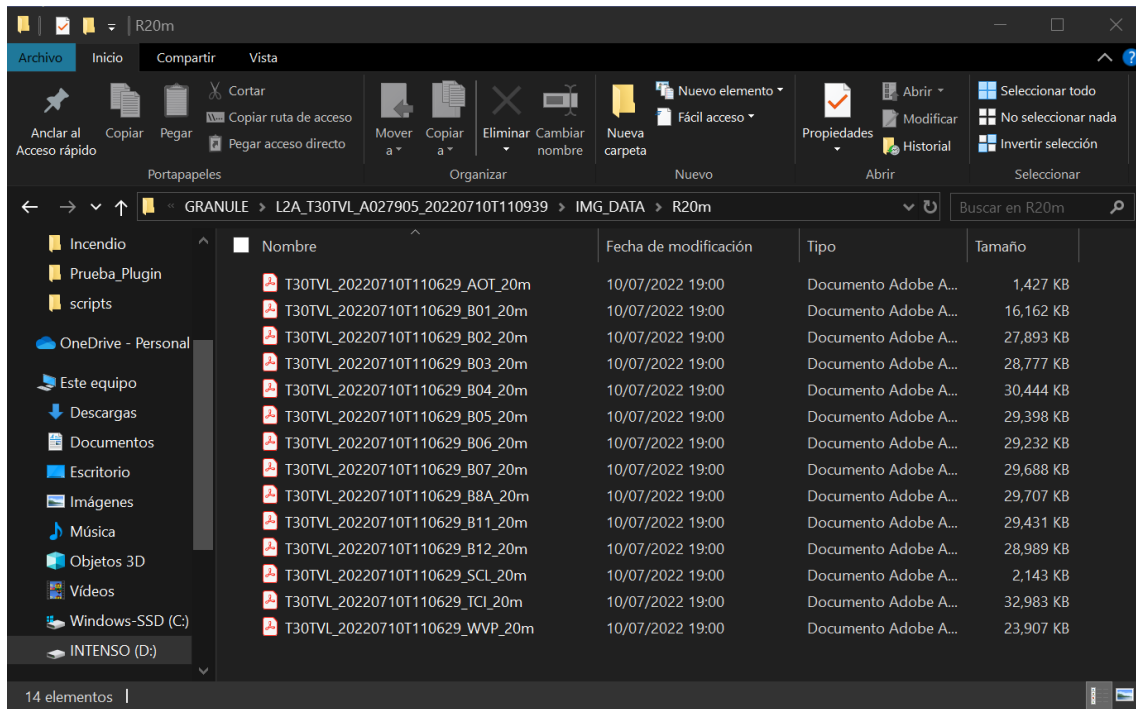 R20m
Archivo Inicio Compartir Vista
Anclar al Acceso rápido
Copiar
Pegar
Cortar
Copiar ruta de acceso
Pegar acceso directo
Portapapeles
Mover a
Copiar a
Eliminar
Cambiar nombre
Organizar
Nueva carpeta
Nuevo elemento
Fácil acceso
Nuevo
Propiedades
Abrir
Modificar
Historial
Abrir
Seleccionar todo
No seleccionar nada
Invertir selección
Seleccionar
« GRANULE > L2A_T30TVL_A027905_20220710T110939 > IMG_DATA > R20m
Buscar en R20m
Incendio
Prueba_Plugin
scripts
OneDrive - Personal
Este equipo
Descargas
Documentos
Escritorio
Imágenes
Música
Objetos 3D
Vídeos
Windows-SSD (C:)
INTENSO (D:)
Nombre Fecha de modificación Tipo Tamaño
T30TVL_20220710T110629_AOT_20m 10/07/2022 19:00 Documento Adobe A... 1,427 KB
T30TVL_20220710T110629_B01_20m 10/07/2022 19:00 Documento Adobe A... 16,162 KB
T30TVL_20220710T110629_B02_20m 10/07/2022 19:00 Documento Adobe A... 27,893 KB
T30TVL_20220710T110629_B03_20m 10/07/2022 19:00 Documento Adobe A... 28,777 KB
T30TVL_20220710T110629_B04_20m 10/07/2022 19:00 Documento Adobe A... 30,444 KB
T30TVL_20220710T110629_B05_20m 10/07/2022 19:00 Documento Adobe A... 29,398 KB
T30TVL_20220710T110629_B06_20m 10/07/2022 19:00 Documento Adobe A... 29,232 KB
T30TVL_20220710T110629_B07_20m 10/07/2022 19:00 Documento Adobe A... 29,688 KB
T30TVL_20220710T110629_B8A_20m 10/07/2022 19:00 Documento Adobe A... 29,707 KB
T30TVL_20220710T110629_B11_20m 10/07/2022 19:00 Documento Adobe A... 29,431 KB
T30TVL_20220710T110629_B12_20m 10/07/2022 19:00 Documento Adobe A... 28,989 KB
T30TVL_20220710T110629_SCL_20m 10/07/2022 19:00 Documento Adobe A... 2,143 KB
T30TVL_20220710T110629_TCI_20m 10/07/2022 19:00 Documento Adobe A... 32,983 KB
T30TVL_20220710T110629_WVP_20m 10/07/2022 19:00 Documento Adobe A... 23,907 KB
14 elementos